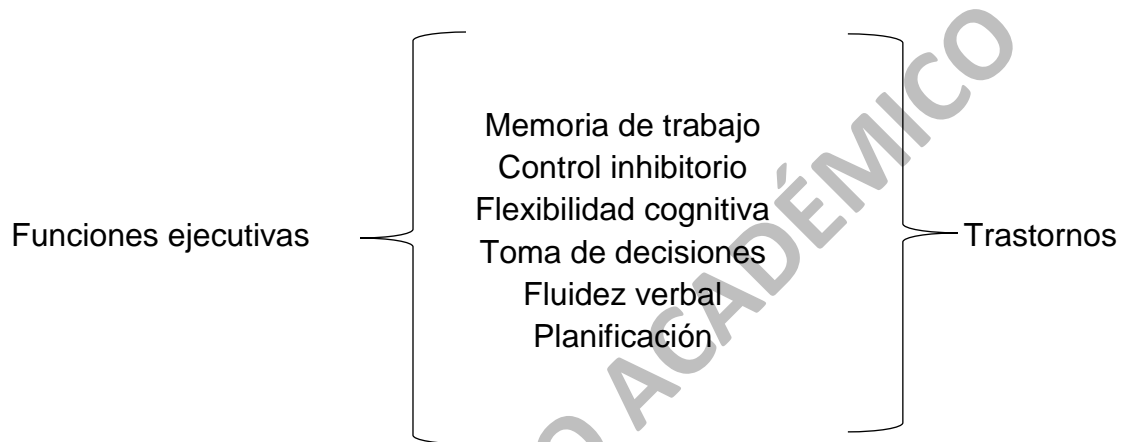 Memoria de trabajo
Control inhibitorio
Flexibilidad cognitiva
Funciones ejecutivas
Toma de decisiones
Trastornos
Fluidez verbal
Planificación
O ACADÉMICO